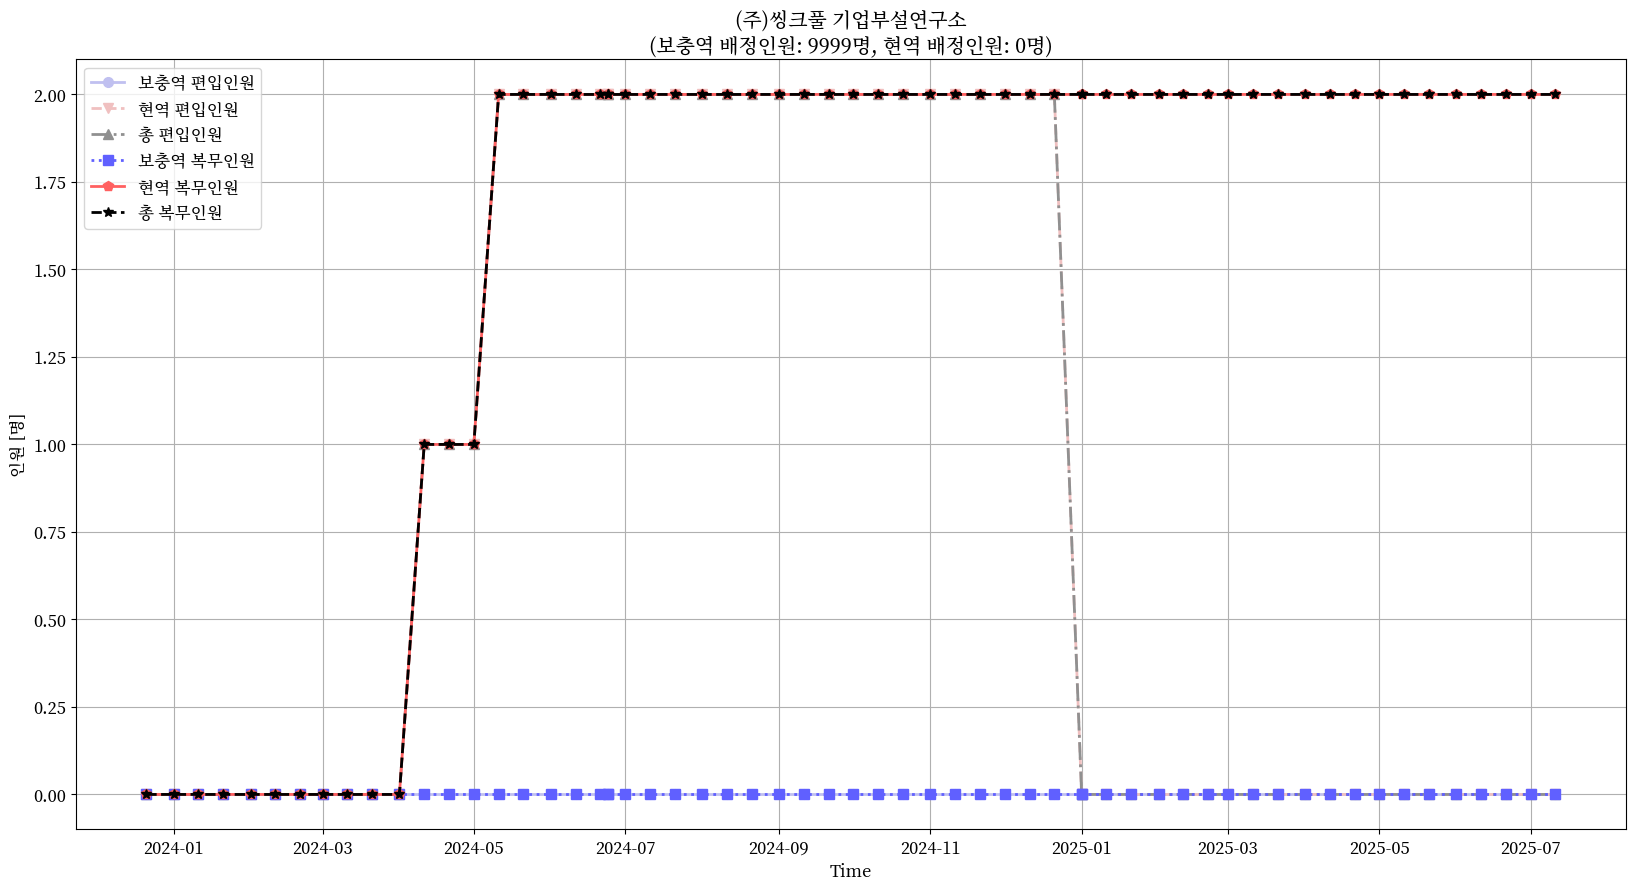 (주)씽크풀 기업부설연구소
(보충역 배정인원: 9999명, 현역 배정인원: 0명)
보충역 편입인원
현역 편입인원
총 편입인원
보충역 복무인원
현역 복무인원
총 복무인원
2.00
1.75
1.50
1.25
1.00
0.75
0.50
0.25
0.00
인원 [명]
2024-01
2024-03
2024-05
2024-07
2024-09
2024-11
2025-01
2025-03
2025-05
2025-07
Time